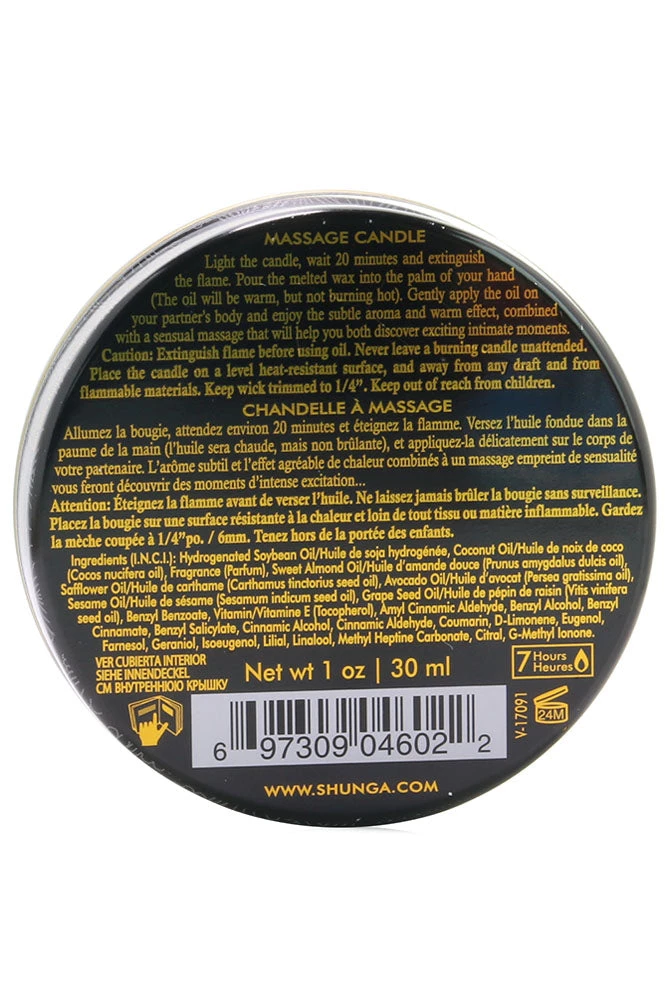 MASSAGE CANDLE
Light the candle, wait 20 minutes and extinguish
the flame. Pour the melted wax into the palm of your hand
(The oil will be warm, but not burning hot). Gently apply the oil on
your partner's body and enjoy the subtle aroma and warm effect, combined
with a sensual massage that will help you both discover exciting intimate moments.
Caution: Extinguish flame before using oil. Never leave a burning candle unattended.
Place the candle on a level heat-resistant surface, and away from any draft and from
flammable materials. Keep wick trimmed to 1/4". Keep out of reach from children.
CHANDELLE À MASSAGE
Allumez la bougie, attendez environ 20 minutes et éteignez la flamme. Versez l'huile fondue dans la
paume de la main (l'huile sera chaude, mais non brûlante), et appliquez-la délicatement sur le corps de
votre partenaire. L'arôme subtil et l'effet agréable de chaleur combinés à un massage empreint de sensualité
vous feront découvrir des moments d'intense excitation...
Attention: Éteignez la flamme avant de verser l'huile. Ne laissez jamais brûler la bougie sans surveillance.
Placez la bougie sur une surface résistante à la chaleur et loin de tout tissu ou matière inflammable. Gardez
la mèche coupée à 1/4"po. / 6mm. Tenez hors de la portée des enfants.
Ingredients (I.N.C.I.): Hydrogenated Soybean Oil/Huile de soja hydrogénée, Coconut Oil/Huile de noix de coco
(Cocos nucifera oil), Fragrance (Parfum), Sweet Almond Oil/Huile d'amande douce (Prunus amygdalus dulcis oil),
Safflower Oil/Huile de carthame (Carthamus tinctorius seed oil), Avocado Oil/Huile d'avocat (Persea gratissima oil),
Sesame Oil/Huile de sésame (Sesamum indicum seed oil), Grape Seed Oil/Huile de pépin de raisin (Vitis vinifera
seed oil), Benzyl Benzoate, Vitamin/Vitamine E (Tocopherol), Amyl Cinnamic Aldehyde, Benzyl Alcohol, Benzyl
Cinnamate, Benzyl Salicylate, Cinnamic Alcohol, Cinnamic Aldehyde, Coumarin, D-Limonene, Eugenol,
Farnesol, Geraniol, Isoeugenol, Lilial, Linalool, Methyl Heptine Carbonate, Citral, G-Methyl Ionone.
VER CUBIERTA INTERIOR
SIEHE INNENDECKEL
СМ ВНУТРЕННЮЮ КРЫШКУ
Net wt 1 oz | 30 ml
7 Hours
Heures
24M
V-17091
6 97309 04602 2
WWW.SHUNGA.COM